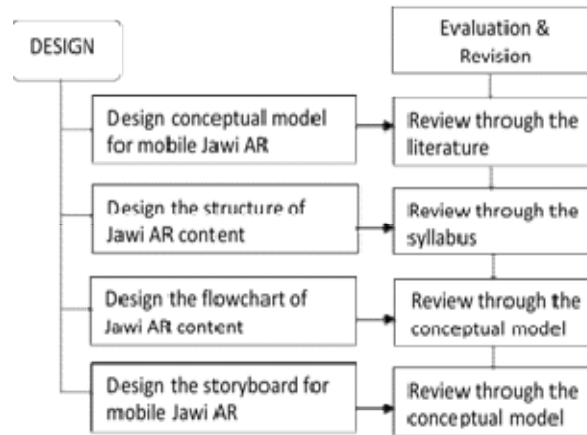 DESIGN
Evaluation &
Revision
Design conceptual model
for mobile Jawi AR
Review through the
literature
Design the structure of
Jawi AR content
Review through the
syllabus
Design the flowchart of
Jawi AR content
Review through the
conceptual model
Design the storyboard for
mobile Jawi AR
Review through the
conceptual model